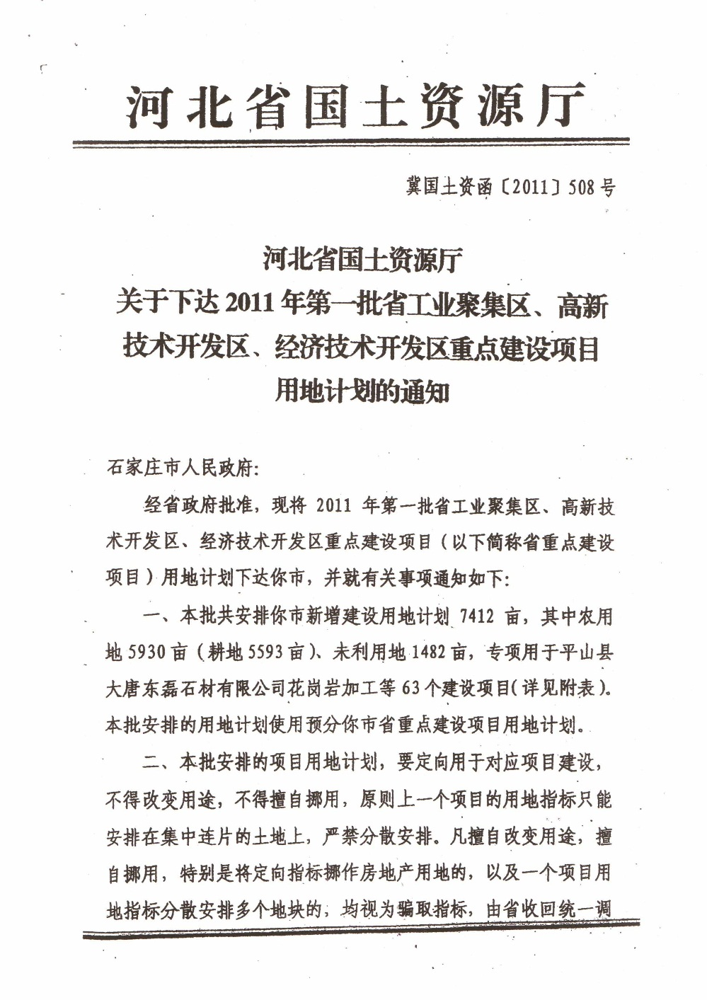 河北省国土资源厅
冀国土资函〔2011〕508号
河北省国土资源厅
关于下达2011年第一批省工业聚集区、高新
技术开发区、经济技术开发区重点建设项目
用地计划的通知
石家庄市人民政府：
经省政府批准，现将 2011 年第一批省工业聚集区、高新技
术开发区、经济技术开发区重点建设项目（以下简称省重点建设
项目）用地计划下达你市，并就有关事项通知如下：
一、本批共安排你市新增建设用地计划 7412 亩，其中农用
地5930亩（耕地5593亩）、未利用地1482亩，专项用于平山县
大唐东磊石材有限公司花岗岩加工等63个建设项目（详见附表）。
本批安排的用地计划使用预分你市省重点建设项目用地计划。
二、本批安排的项目用地计划，要定向用于对应项目建设，
不得改变用途，不得擅自挪用，原则上一个项目的用地指标只能
安排在集中连片的土地上，严禁分散安排。凡擅自改变用途，擅
自挪用，特别是将定向指标挪作房地产用地的，以及一个项目用
地指标分散安排多个地块的，均视为骗取指标，由省收回统一调